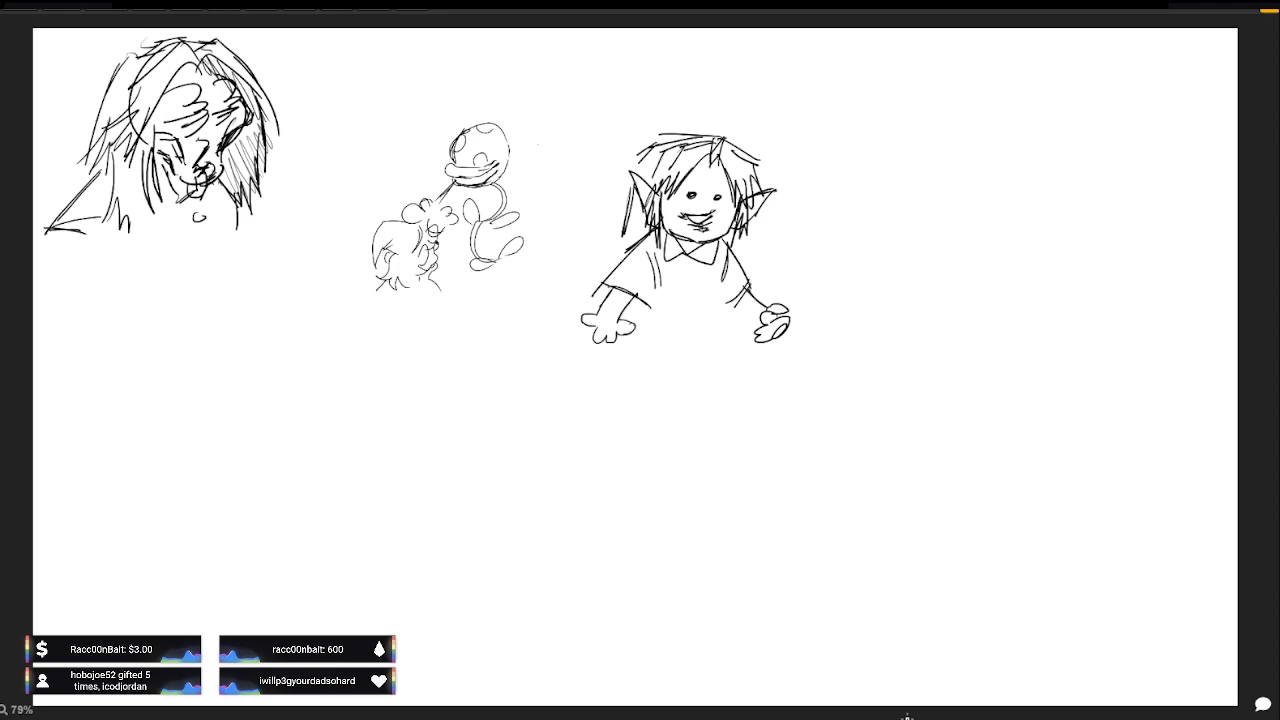 Racc00nBait: $3.00
racc00nbait: 600
hobojoe52 gifted 5
times, icodjordan
iwillp3gyourdadsohard
79%